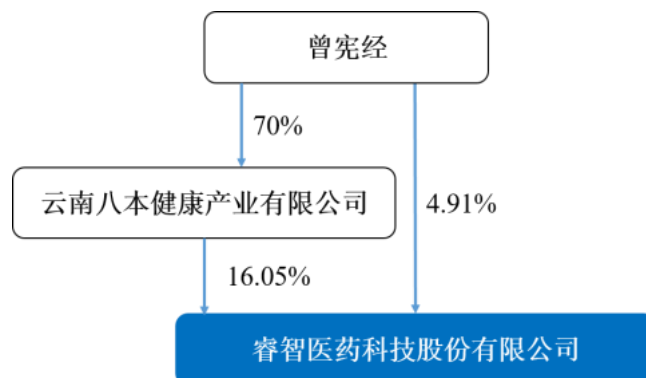 曾宪经
70%
云南八本健康产业有限公司
4.91%
16.05%
睿智医药科技股份有限公司